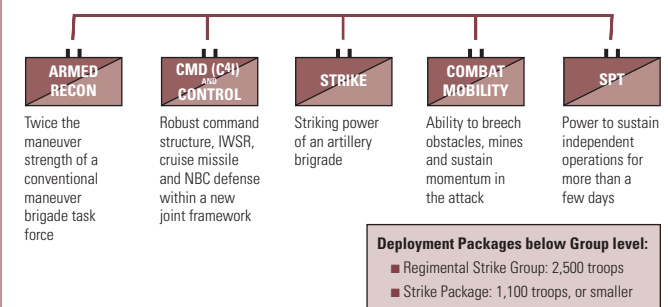 ARMED
RECON
Twice the
maneuver
strength of a
conventional
maneuver
brigade task
force
CMD (C⁴I)
AND
CONTROL
Robust command
structure, IWSR,
cruise missile
and NBC defense
within a new
joint framework
STRIKE
Striking power
of an artillery
brigrade
COMBAT
MOBILITY
Ability to breech
obstacles, mines
and sustain
momentum in
the attack
SPT
Power to sustain
independent
operations for
more than a
few days
Deployment Packages below Group level:
■ Regimental Strike Group: 2,500 troops
■ Strike Package: 1,100 troops, or smaller